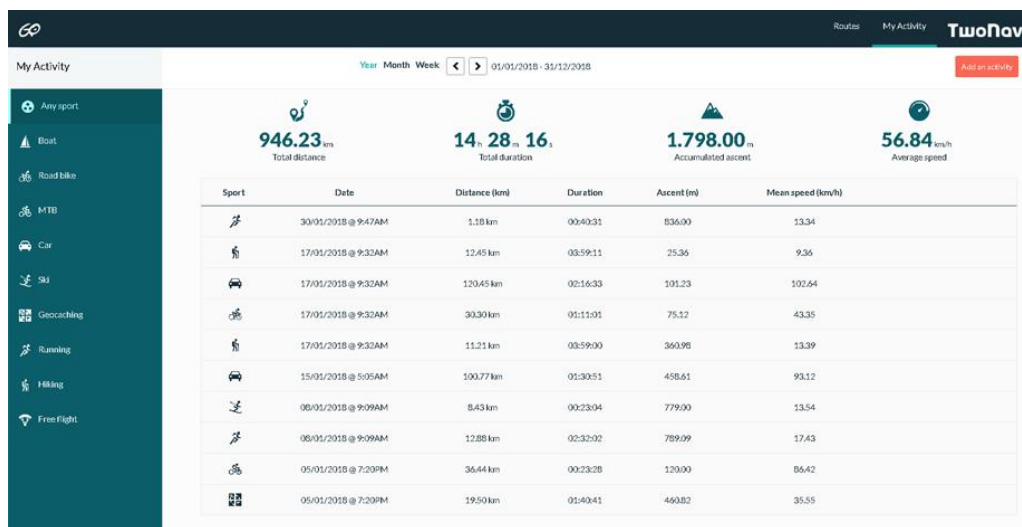 GO
Routes My Activity TwoNav
My Activity
Year Month Week 01/01/2018 - 31/12/2018
Add an activity
Any sport
Boat
Road bike
MTB
Car
Ski
Geocaching
Running
Hiking
Free flight
946.23 km
Total distance
14 h 28 m 16 s
Total duration
1.798.00 m
Accumulated ascent
56.84 km/h
Average speed
Sport Date Distance (km) Duration Ascent (m) Mean speed (km/h)
30/01/2018 @ 9:47AM 1.18 km 00:40:31 836.00 13.34
17/01/2018 @ 9:32AM 12.45 km 03:59:11 25.36 9.36
17/01/2018 @ 9:32AM 120.45 km 02:16:33 101.23 102.64
17/01/2018 @ 9:32AM 30.30 km 01:11:01 75.12 43.35
17/01/2018 @ 9:32AM 11.21 km 03:59:00 360.98 13.39
15/01/2018 @ 5:05AM 100.77 km 01:30:51 458.61 93.12
08/01/2018 @ 9:09AM 8.43 km 00:23:04 779.00 13.54
08/01/2018 @ 9:09AM 12.88 km 02:32:02 789.09 17.43
05/01/2018 @ 7:20PM 36.44 km 00:23:28 120.00 86.42
05/01/2018 @ 7:20PM 19.50 km 01:40:41 460.82 35.55